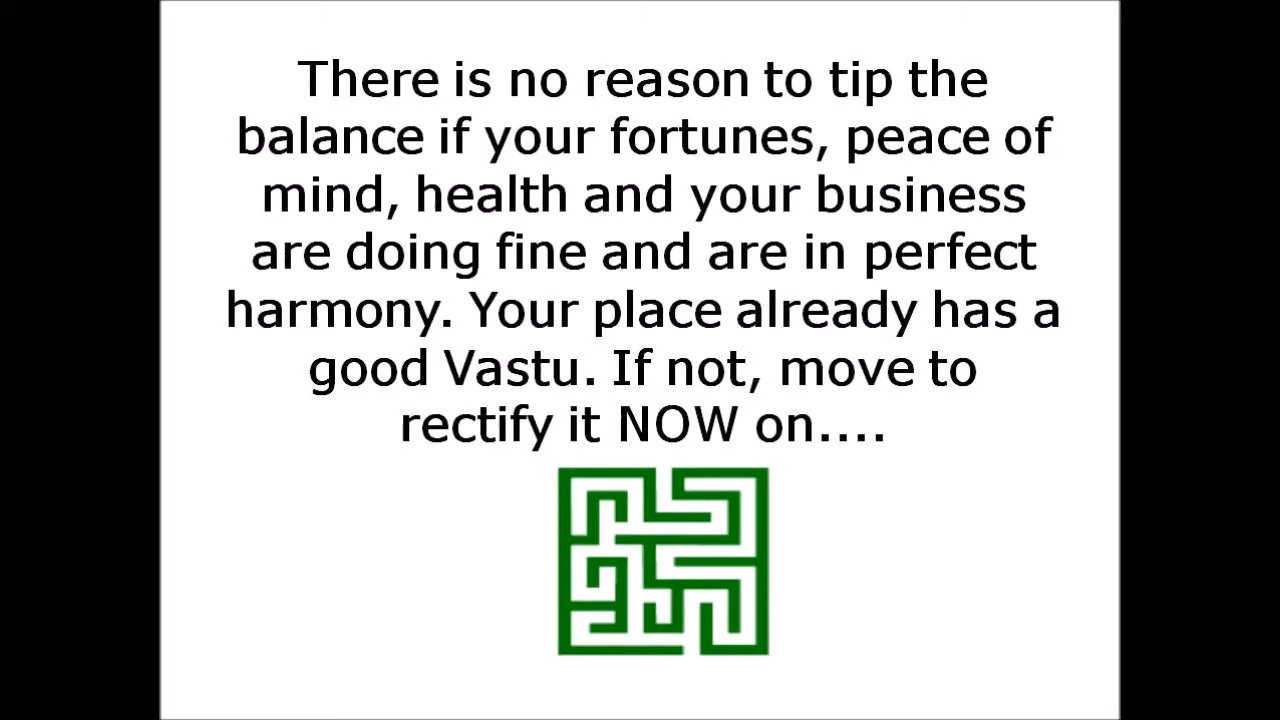 There is no reason to tip the
balance if your fortunes, peace of
mind, health and your business
are doing fine and are in perfect
harmony. Your place already has a
good Vastu. If not, move to
rectify it NOW on....